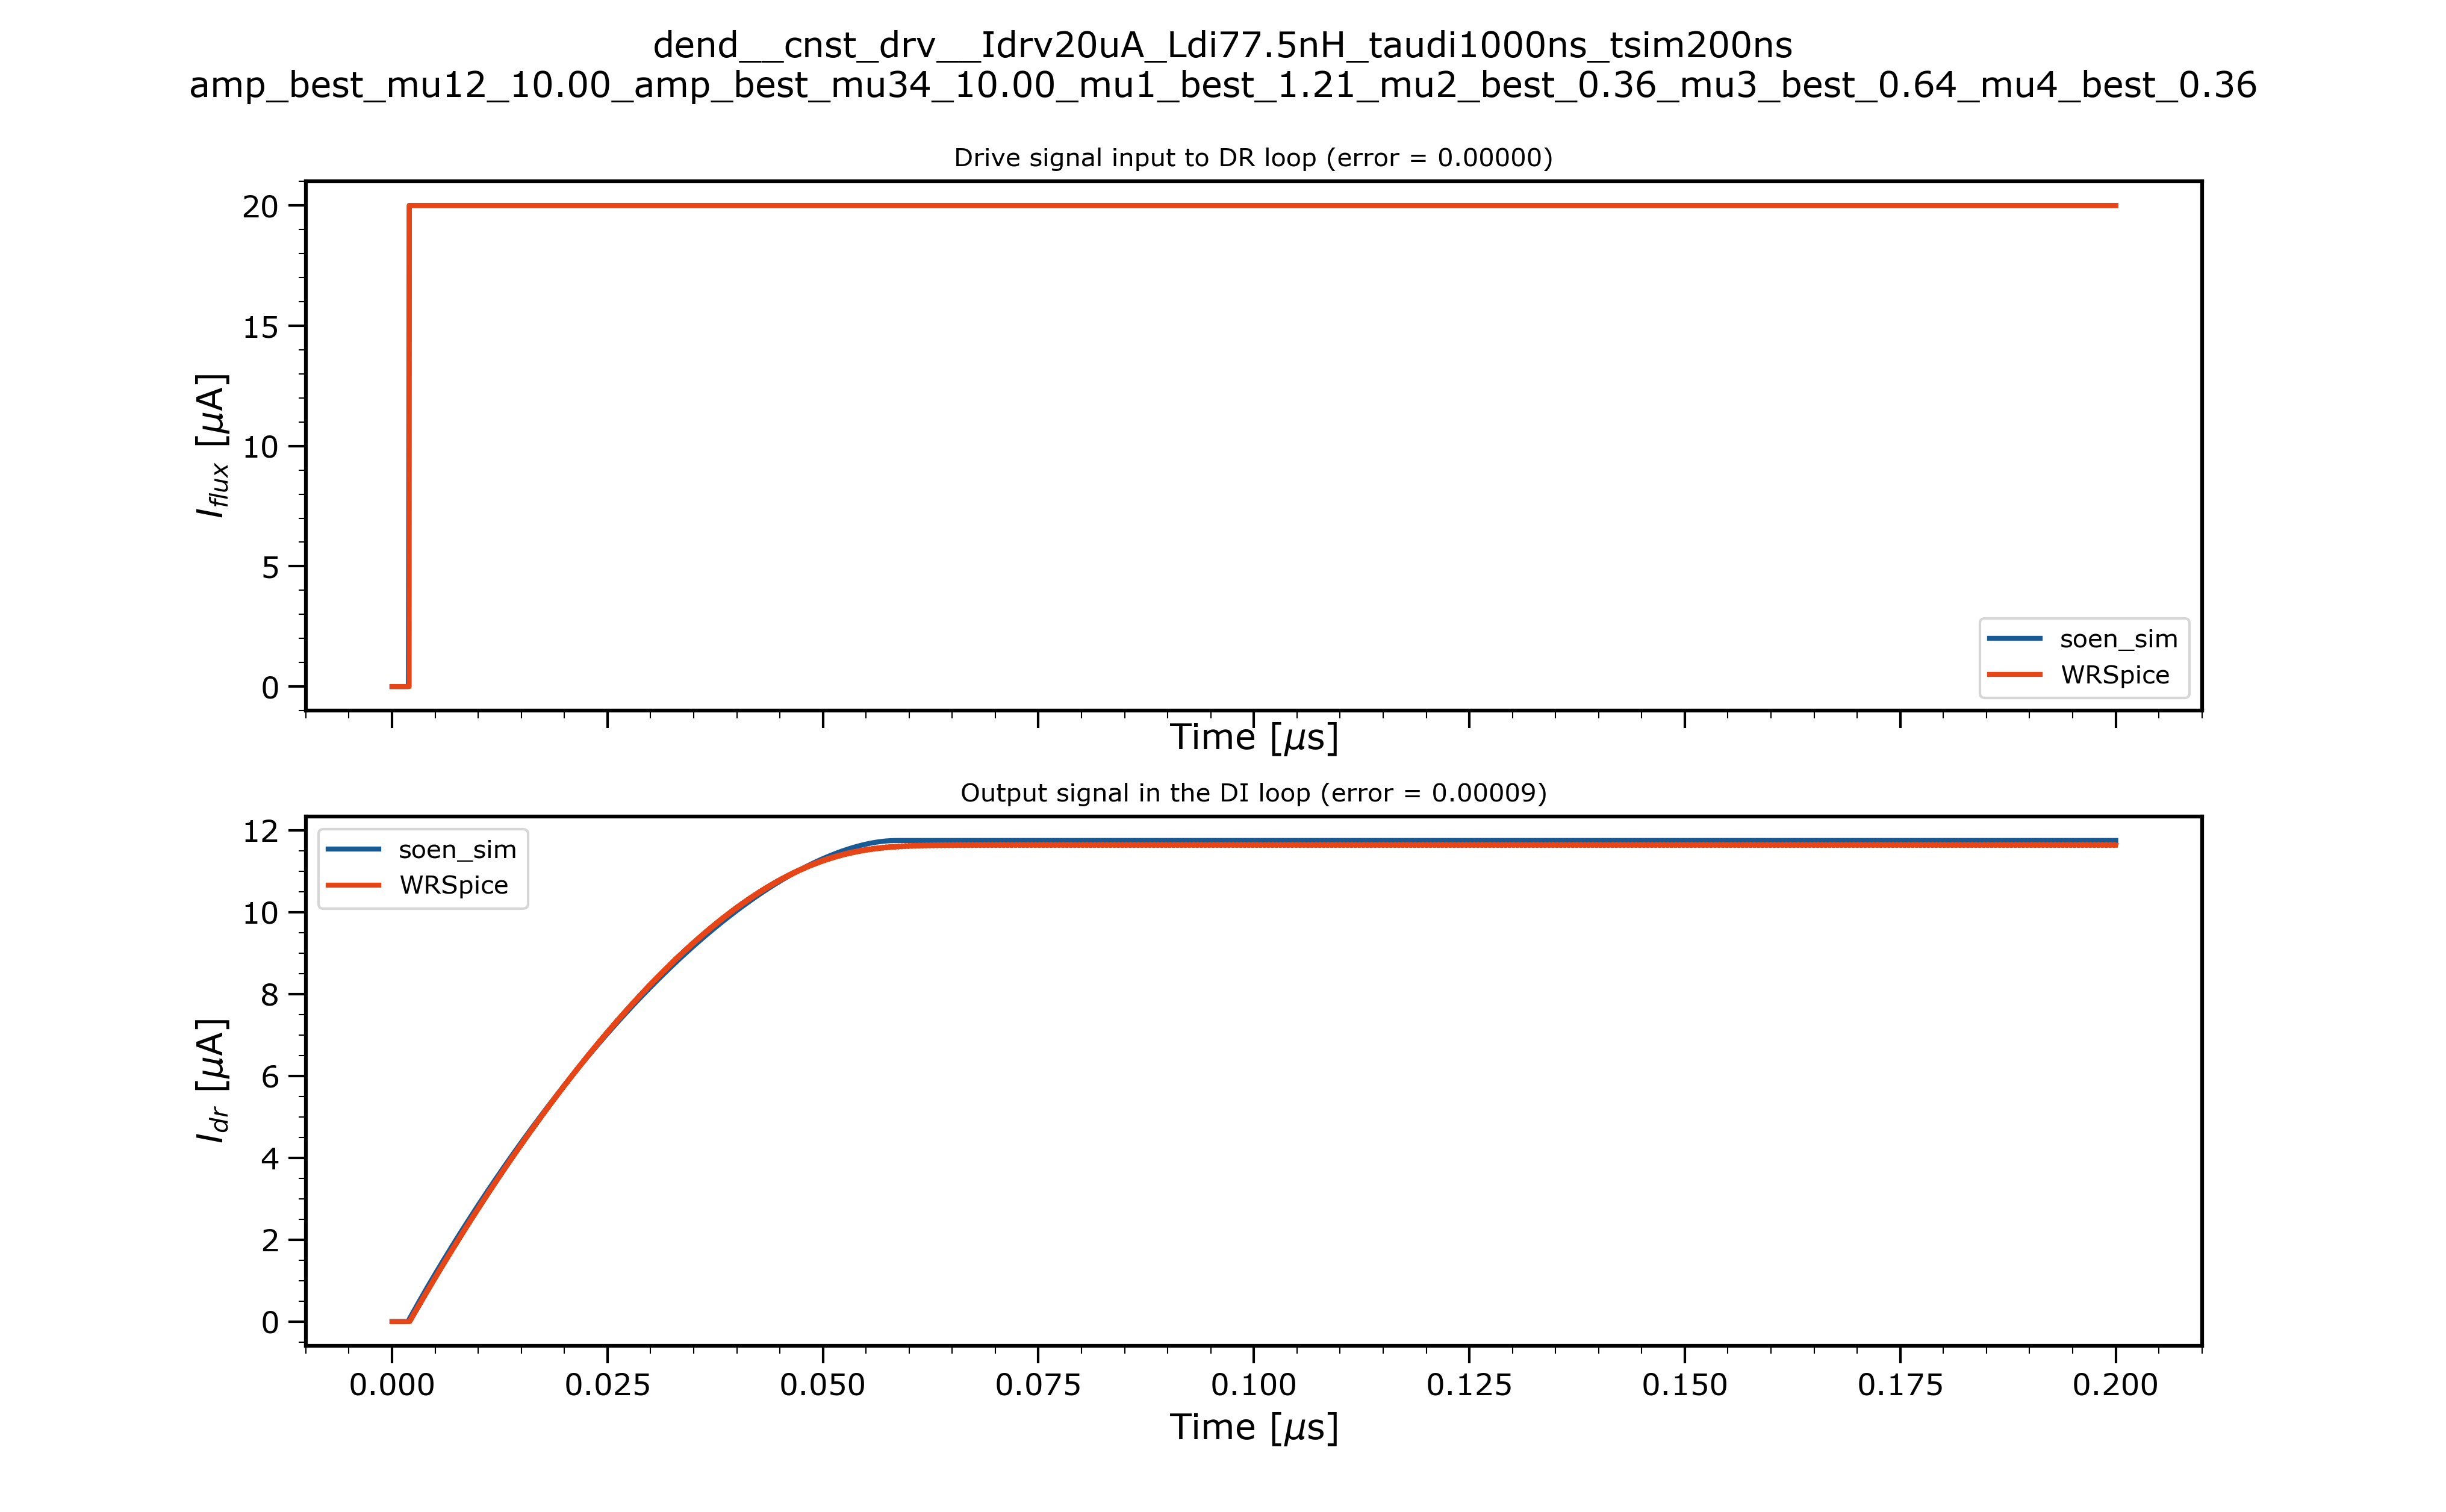 dend__cnst_drv__Idrv20uA_Ldi77.5nH_taudi1000ns_tsim200ns
amp_best_mu12_10.00_amp_best_mu34_10.00_mu1_best_1.21_mu2_best_0.36_mu3_best_0.64_mu4_best_0.36
Drive signal input to DR loop (error = 0.00000)
20
15
10
5
0
I_flux [μA]
soen_sim
WRSpice
Time [μs]
Output signal in the DI loop (error = 0.00009)
12
10
8
6
4
2
0
I_dr [μA]
soen_sim
WRSpice
0.000 0.025 0.050 0.075 0.100 0.125 0.150 0.175 0.200
Time [μs]